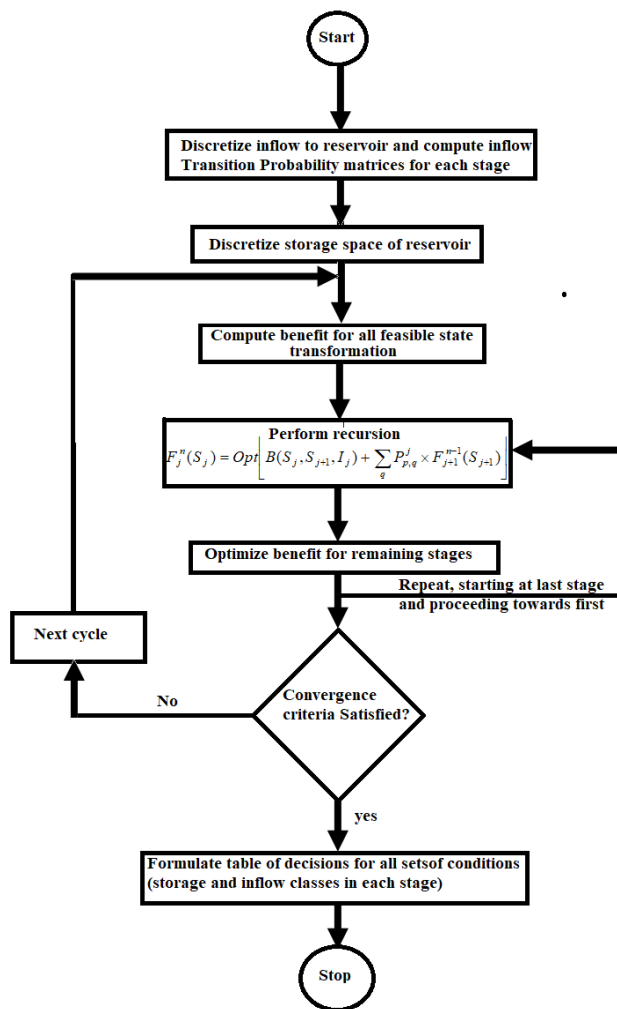 Start
Discretize inflow to reservoir and compute inflow
Transition Probability matrices for each stage
Discretize storage space of reservoir
Compute benefit for all feasible state
transformation
Perform recursion
F_j^n(S_j) = Opt[B(S_j, S_{j+1}, I_j) + ∑_q P_{p,q}^j × F_{j+1}^{n-1}(S_{j+1})]
Optimize benefit for remaining stages
Repeat, starting at last stage
and proceeding towards first
Next cycle
No
Convergence
criteria Satisfied?
yes
Formulate table of decisions for all setsof conditions
(storage and inflow classes in each stage)
Stop